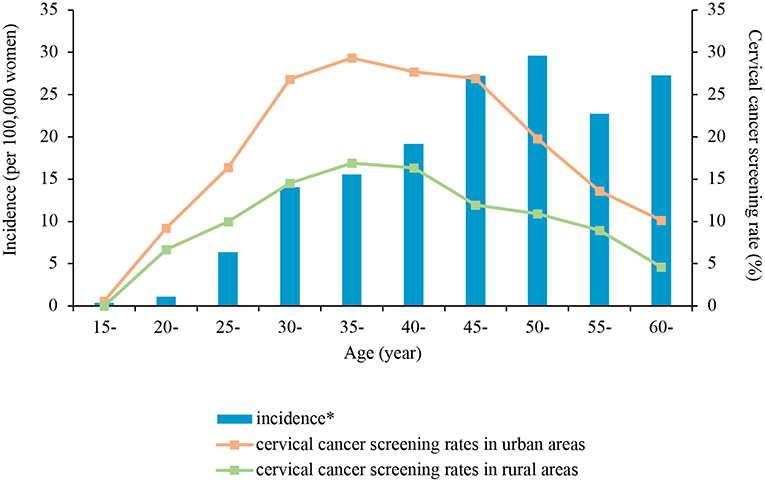 Incidence (per 100,000 women)
35
30
25
20
15
10
5
0
35
30
25
20
15
10
5
0
Cervical cancer screening rate (%)
15- 20- 25- 30- 35- 40- 45- 50- 55- 60-
Age (year)
incidence*
cervical cancer screening rates in urban areas
cervical cancer screening rates in rural areas